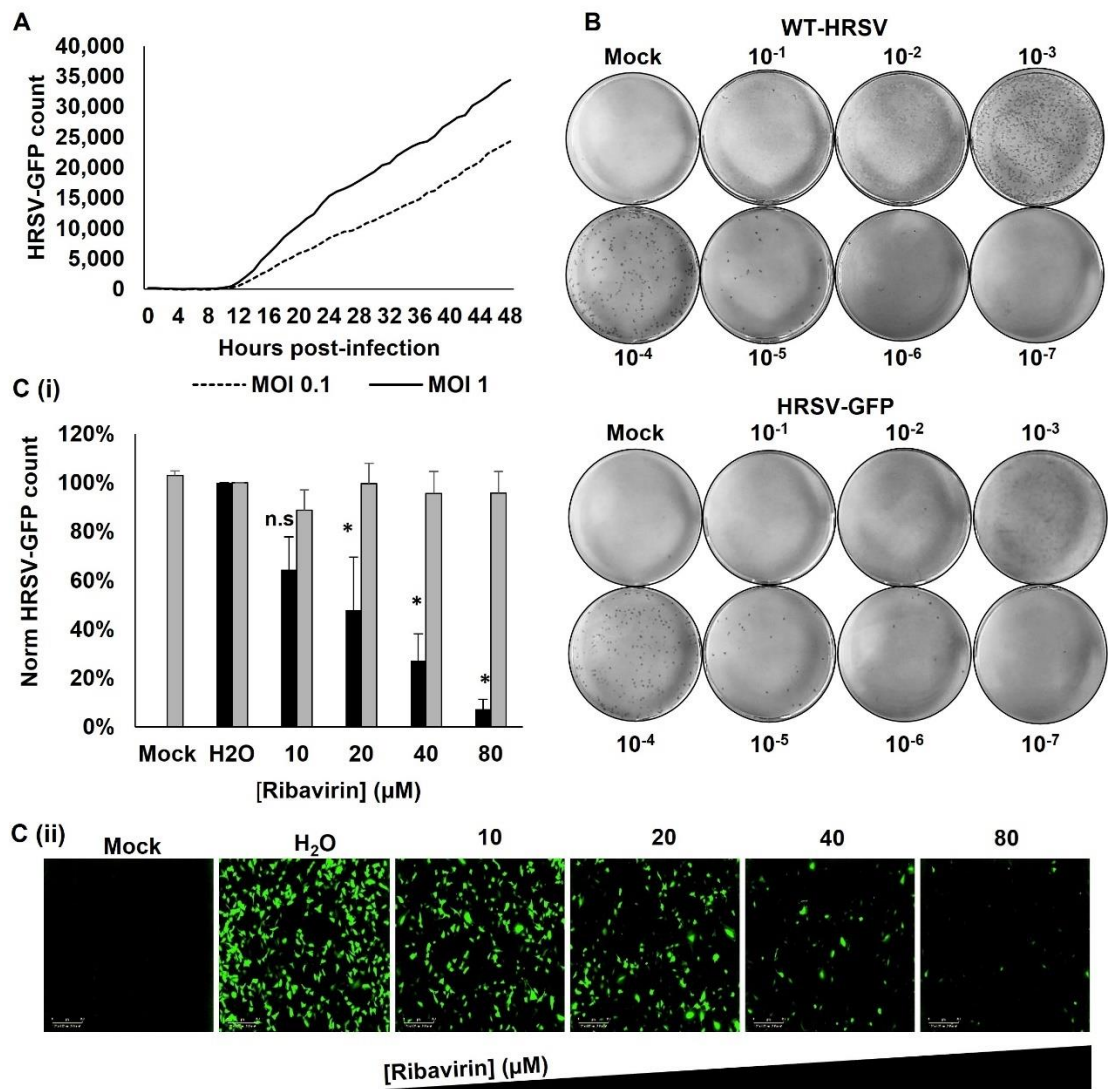 A
40,000
35,000
30,000
25,000
20,000
15,000
10,000
5,000
0
HRSV-GFP count
0 4 8 12 16 20 24 28 32 36 40 44 48
Hours post-infection
MOI 0.1 MOI 1
B
WT-HRSV
Mock 10-1 10-2 10-3
10-4 10-5 10-6 10-7
HRSV-GFP
Mock 10-1 10-2 10-3
10-4 10-5 10-6 10-7
C (i)
120%
100%
80%
60%
40%
20%
0%
Norm HRSV-GFP count
n.s * * *
Mock H2O 10 20 40 80
[Ribavirin] (µM)
C (ii)
Mock H2O 10 20 40 80
[Ribavirin] (µM)